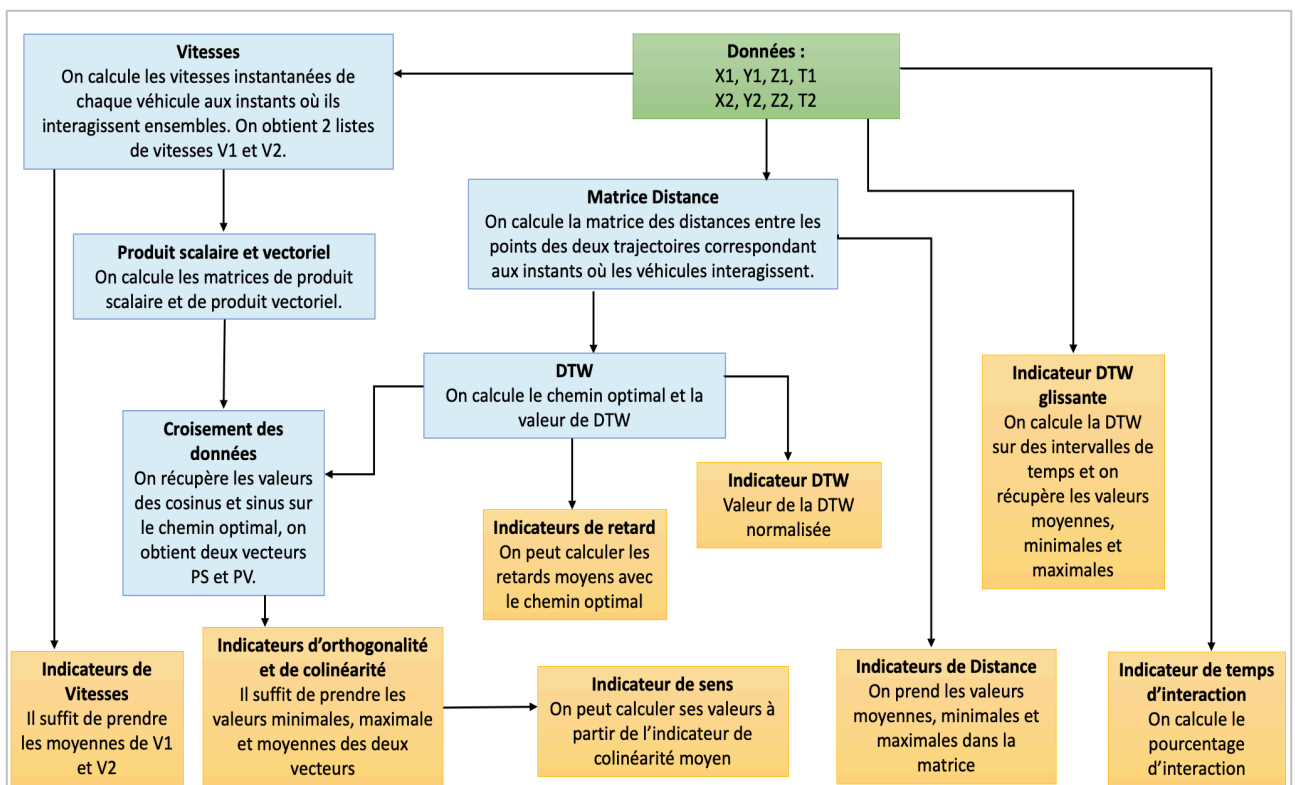 Vitesses
On calcule les vitesses instantanées de
chaque véhicule aux instants où ils
interagissent ensembles. On obtient 2 listes
de vitesses V1 et V2.
Données :
X1, Y1, Z1, T1
X2, Y2, Z2, T2
Matrice Distance
On calcule la matrice des distances entre les
points des deux trajectoires correspondant
aux instants où les véhicules interagissent.
Produit scalaire et vectoriel
On calcule les matrices de produit
scalaire et de produit vectoriel.
DTW
On calcule le chemin optimal et la
valeur de DTW
Indicateur DTW
glissante
On calcule la DTW
sur des intervalles de
temps et on
récupère les valeurs
moyennes,
minimales et
maximales
Croisement des
données
On récupère les valeurs
des cosinus et sinus sur
le chemin optimal, on
obtient deux vecteurs
PS et PV.
Indicateur DTW
Valeur de la DTW
normalisée
Indicateurs de retard
On peut calculer les
retards moyens avec
le chemin optimal
Indicateurs de
Vitesses
Il suffit de prendre
les moyennes de V1
et V2
Indicateurs d’orthogonalité
et de colinéarité
Il suffit de prendre les
valeurs minimales, maximale
et moyennes des deux
vecteurs
Indicateur de sens
On peut calculer ses valeurs à
partir de l’indicateur de
colinéarité moyen
Indicateurs de Distance
On prend les valeurs
moyennes, minimales et
maximales dans la
matrice
Indicateur de temps
d’interaction
On calcule le
pourcentage
d’interaction